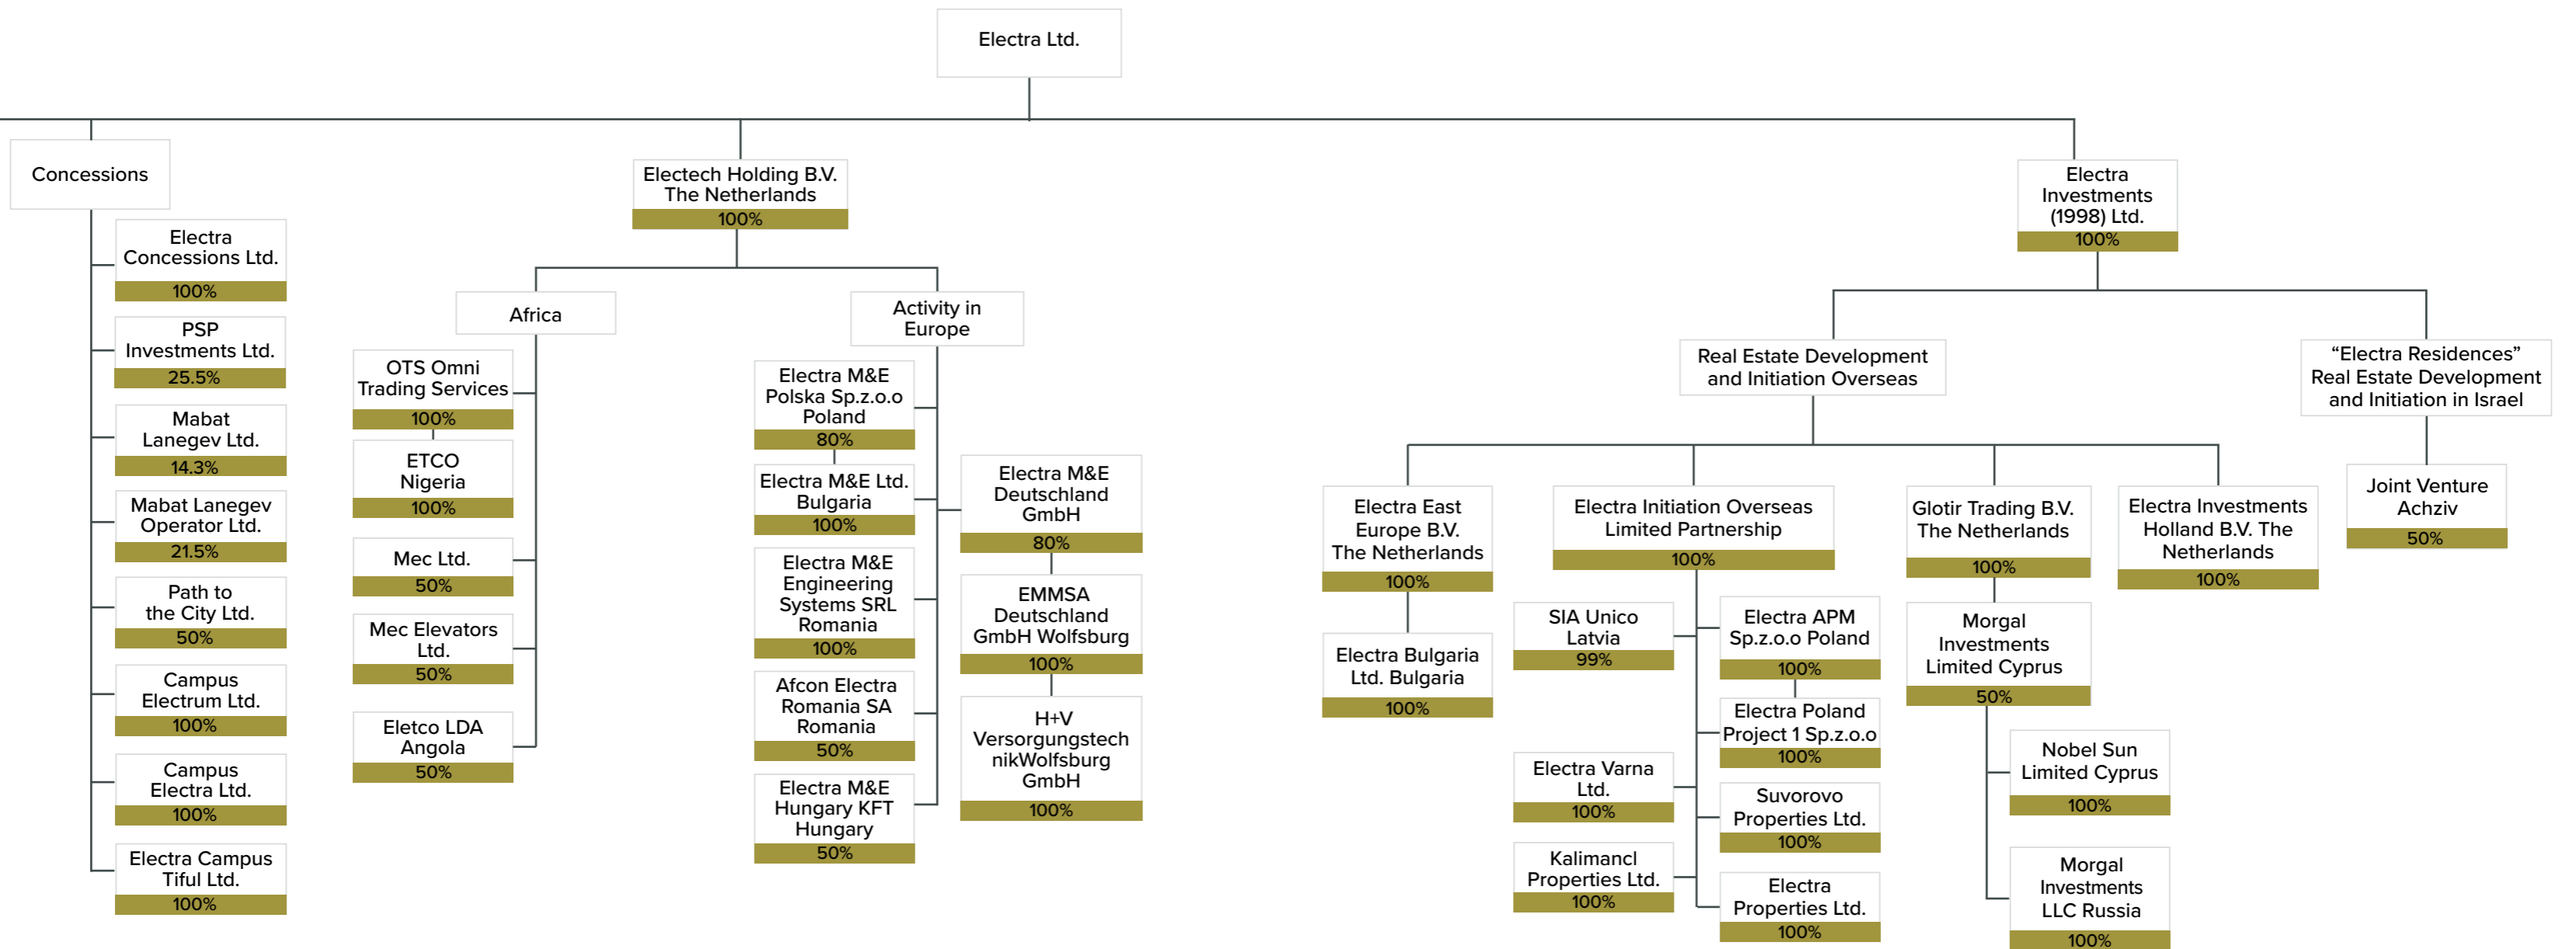 Electra Ltd.
Concessions
Electra
Concessions Ltd.
100%
PSP
Investments Ltd.
25.5%
Mabat
Lanegev Ltd.
14.3%
Mabat Lanegev
Operator Ltd.
21.5%
Path to
the City Ltd.
50%
Campus
Electrum Ltd.
100%
Campus
Electra Ltd.
100%
Electra Campus
Tiful Ltd.
100%
Electech Holding B.V.
The Netherlands
100%
Africa
OTS Omni
Trading Services
100%
ETCO
Nigeria
100%
Mec Ltd.
50%
Mec Elevators
Ltd.
50%
Eletco LDA
Angola
50%
Activity in
Europe
Electra M&E
Polska Sp.z.o.o
Poland
80%
Electra M&E Ltd.
Bulgaria
100%
Electra M&E
Engineering
Systems SRL
Romania
100%
Afcon Electra
Romania SA
Romania
50%
Electra M&E
Hungary KFT
Hungary
50%
Electra M&E
Deutschland
GmbH
80%
EMMSA
Deutschland
GmbH Wolfsburg
100%
H+V
Versorgungstech
nikWolfsburg
GmbH
100%
Electra
Investments
(1998) Ltd.
100%
Real Estate Development
and Initiation Overseas
Electra East
Europe B.V.
The Netherlands
100%
Electra Bulgaria
Ltd. Bulgaria
100%
Electra Initiation Overseas
Limited Partnership
100%
SIA Unico
Latvia
99%
Electra Varna
Ltd.
100%
Kalimancl
Properties Ltd.
100%
Electra APM
Sp.z.o.o Poland
100%
Electra Poland
Project 1 Sp.z.o.o
100%
Suvorovo
Properties Ltd.
100%
Electra
Properties Ltd.
100%
Glotir Trading B.V.
The Netherlands
100%
Morgal
Investments
Limited Cyprus
50%
Nobel Sun
Limited Cyprus
100%
Morgal
Investments
LLC Russia
100%
Electra Investments
Holland B.V. The
Netherlands
100%
“Electra Residences”
Real Estate Development
and Initiation in Israel
Joint Venture
Achziv
50%